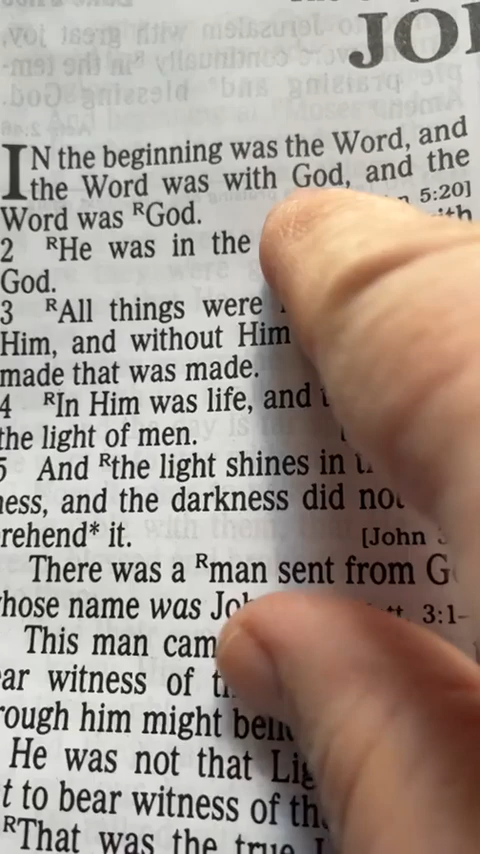 JO
IN the beginning was the Word, and
the Word was with God, and the
Word was ᴿGod. 5:20]
2 ᴿHe was in the
God.
3 ᴿAll things were
Him, and without Him
made that was made.
4 ᴿIn Him was life, and
the light of men.
5 And ᴿthe light shines in
ness, and the darkness did not
rehend* it. [John
There was a ᴿman sent from G
whose name was Joh 3:1-
This man cam
ear witness of
rough him might beli
He was not that Lig
t to bear witness of th
ᴿThat was the true